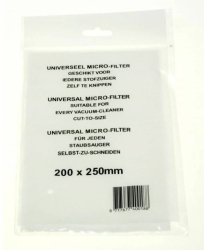 UNIVERSEEL MICRO-FILTER
GESCHIKT VOOR
IEDERE STOFZUIGER
ZELF TE KNIPPEN
UNIVERSAL MICRO-FILTER
SUITABLE FOR
EVERY VACUUM-CLEANER
CUT-TO-SIZE
UNIVERSAL MICRO-FILTER
FÜR JEDEN
STAUBSAUGER
SELBST-ZU-SCHNEIDEN
200 x 250mm